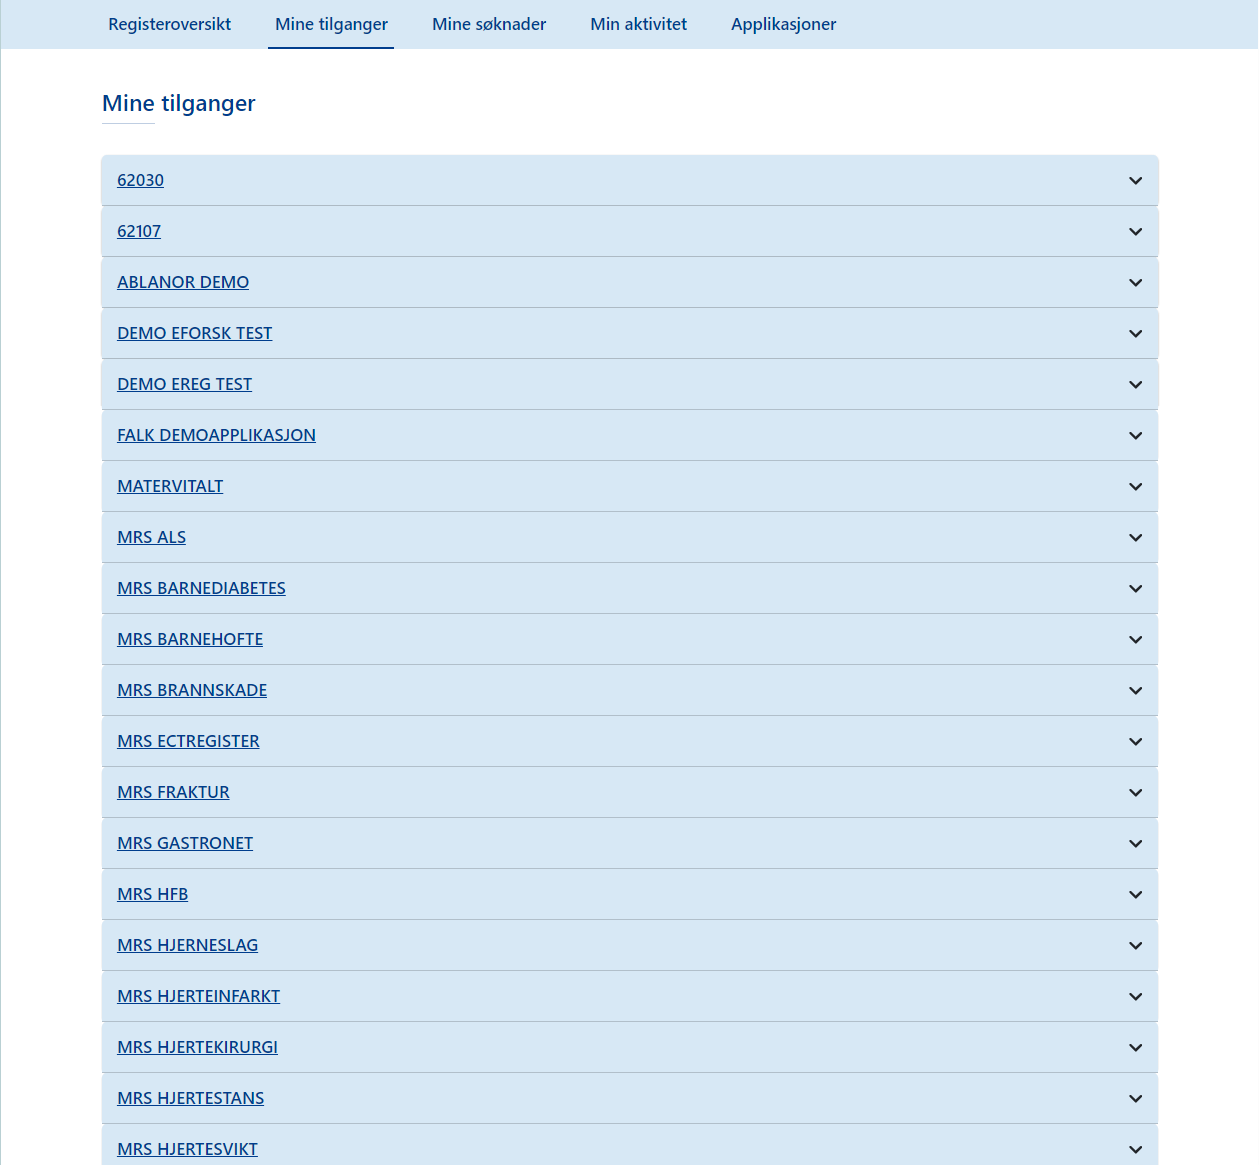 Registeroversikt Mine tilganger Mine søknader Min aktivitet Applikasjoner
Mine tilganger
62030
62107
ABLANOR DEMO
DEMO EFORSK TEST
DEMO EREG TEST
FALK DEMOAPPLIKASJON
MATERVITALT
MRS ALS
MRS BARNEDIABETES
MRS BARNEHOFTE
MRS BRANNSKADE
MRS ECTREGISTER
MRS FRAKTUR
MRS GASTRONET
MRS HFB
MRS HJERNESLAG
MRS HJERTEINFARKT
MRS HJERTEKIRURGI
MRS HJERTESTANS
MRS HJERTESVIKT